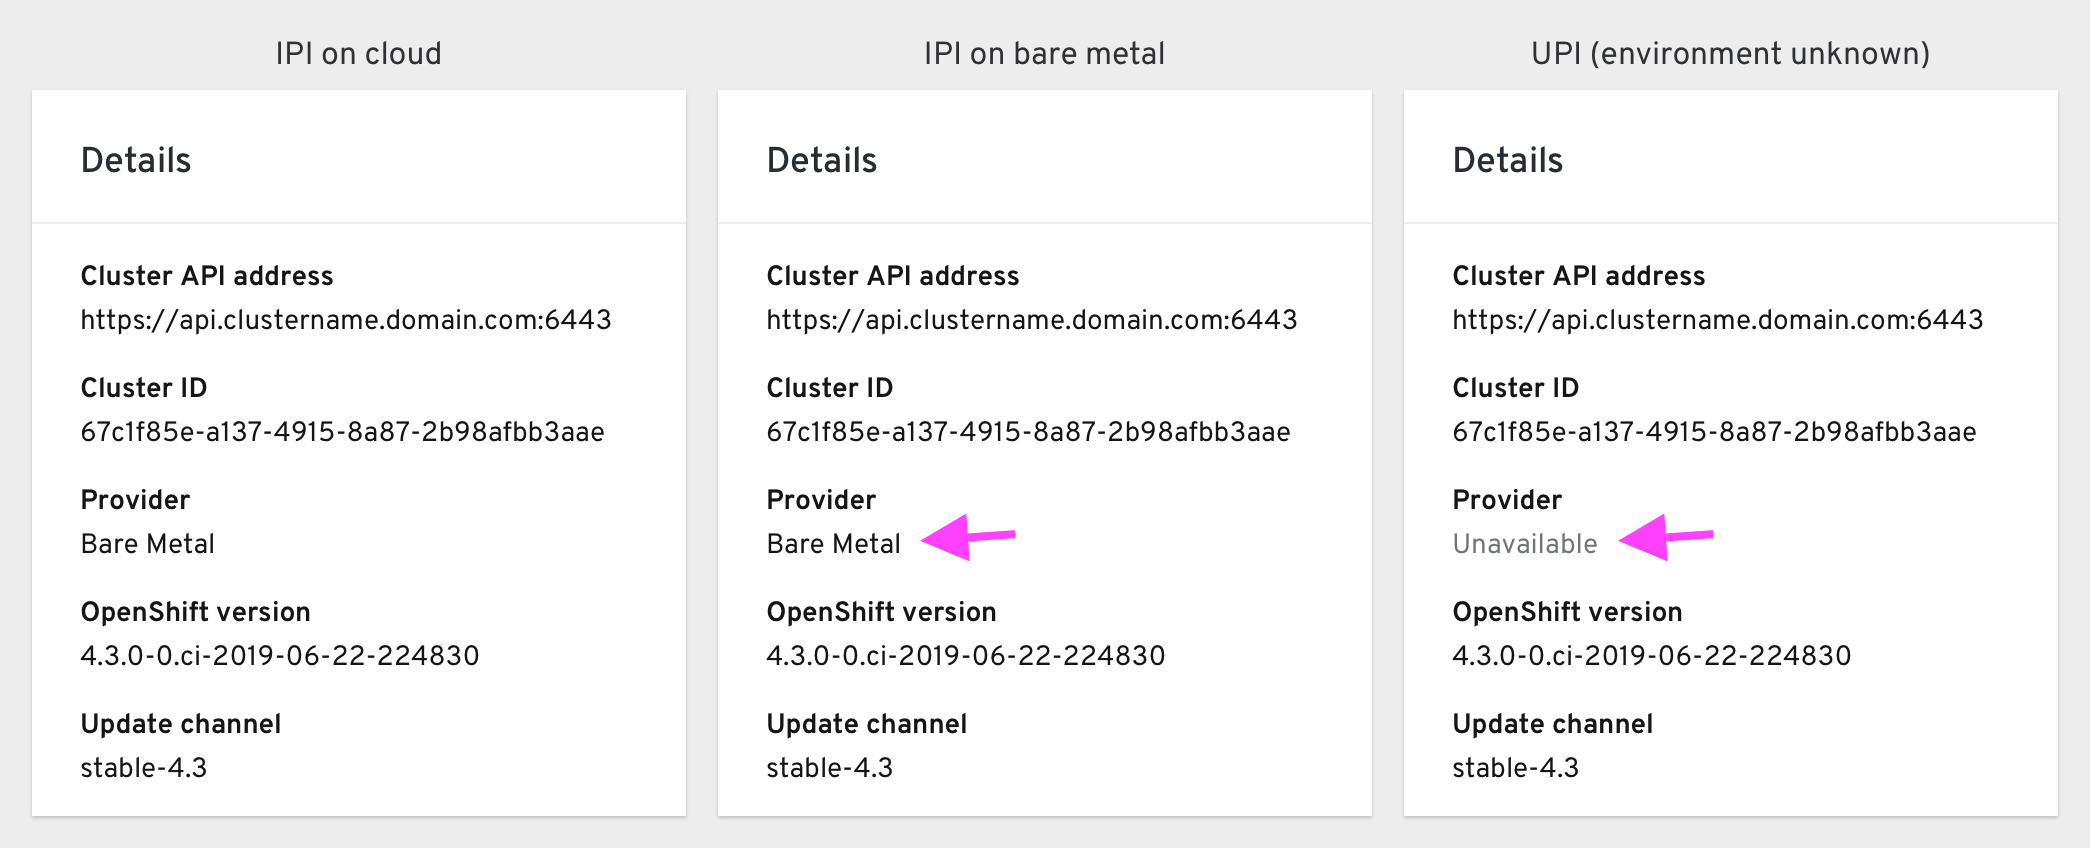 IPI on cloud
Details
Cluster API address
https://api.clustername.domain.com:6443
Cluster ID
67c1f85e-a137-4915-8a87-2b98afbb3aae
Provider
Bare Metal
OpenShift version
4.3.0-0.ci-2019-06-22-224830
Update channel
stable-4.3
IPI on bare metal
Details
Cluster API address
https://api.clustername.domain.com:6443
Cluster ID
67c1f85e-a137-4915-8a87-2b98afbb3aae
Provider
Bare Metal
OpenShift version
4.3.0-0.ci-2019-06-22-224830
Update channel
stable-4.3
UPI (environment unknown)
Details
Cluster API address
https://api.clustername.domain.com:6443
Cluster ID
67c1f85e-a137-4915-8a87-2b98afbb3aae
Provider
Unavailable
OpenShift version
4.3.0-0.ci-2019-06-22-224830
Update channel
stable-4.3